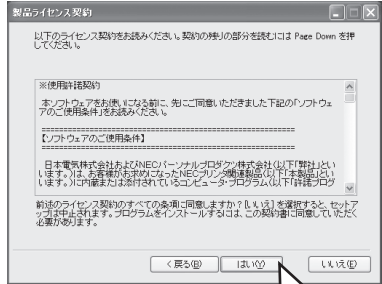 製品ライセンス契約
以下のライセンス契約をお読みください。契約の残りの部分を読むには Page Down を押
してください。
※使用許諾契約
本ソフトウェアをお使いになる前に、先にご同意いただきました下記の「ソフトウェ
アのご使用条件」をお読みください。
==================================================
【ソフトウェアのご使用条件】
==================================================
日本電気株式会社およびNECパーソナルプロダクツ株式会社(以下「弊社」とい
います。)は、お客様がお求めになったNECプリンタ関連製品(以下「本製品」とい
います。)に内蔵または添付されているコンピュータ・プログラム(以下「許諾プログ
前述のライセンス契約のすべての条項に同意しますか？[いいえ]を選択すると、セットア
ップは中止されます。プログラムをインストールするには、この契約書に同意していただく
必要があります。
< 戻る(B)
はい(Y)
いいえ(N)